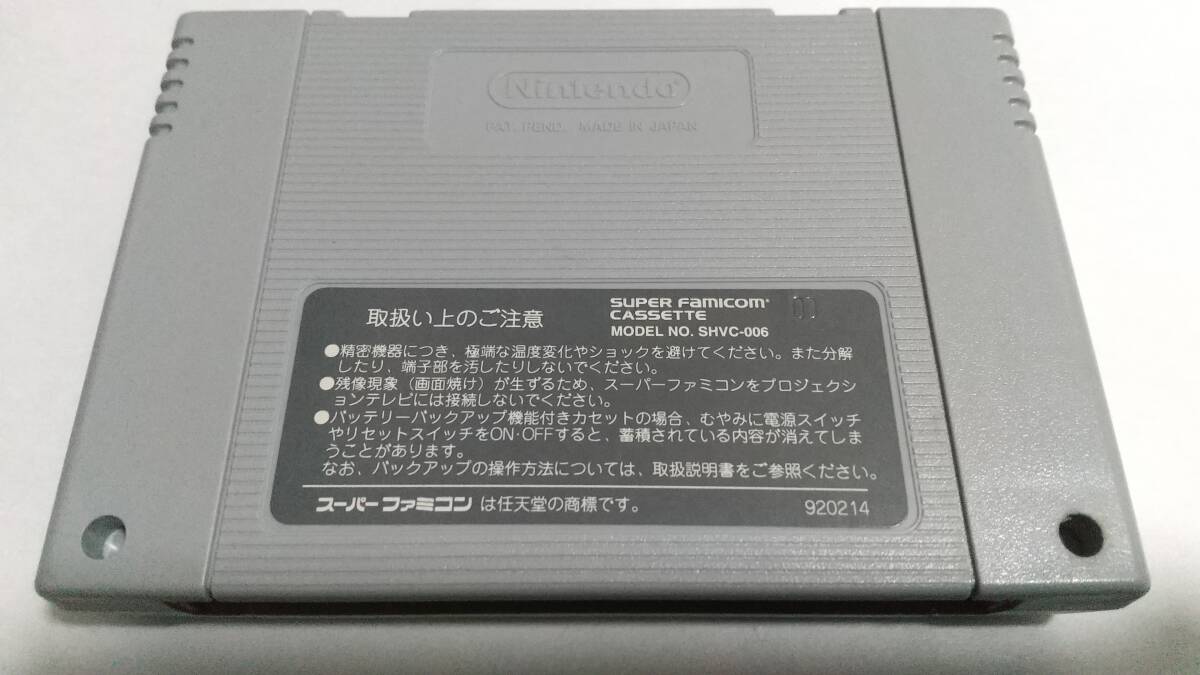 Nintendo
PAT. PEND. MADE IN JAPAN
取扱い上のご注意
SUPER FAMICOM
CASSETTE
MODEL NO. SHVC-006
●精密機器につき、極端な温度変化やショックを避けてください。また分解
したり、端子部を汚したりしないでください。
●残像現象(画面焼け)が生ずるため、スーパーファミコンをプロジェクシ
ョンテレビには接続しないでください。
●バッテリーバックアップ機能付きカセットの場合、むやみに電源スイッチ
やリセットスイッチをON・OFFすると、蓄積されている内容が消えてしま
うことがあります。
なお、バックアップの操作方法については、取扱説明書をご参照ください。
スーパーファミコン は任天堂の商標です。
920214